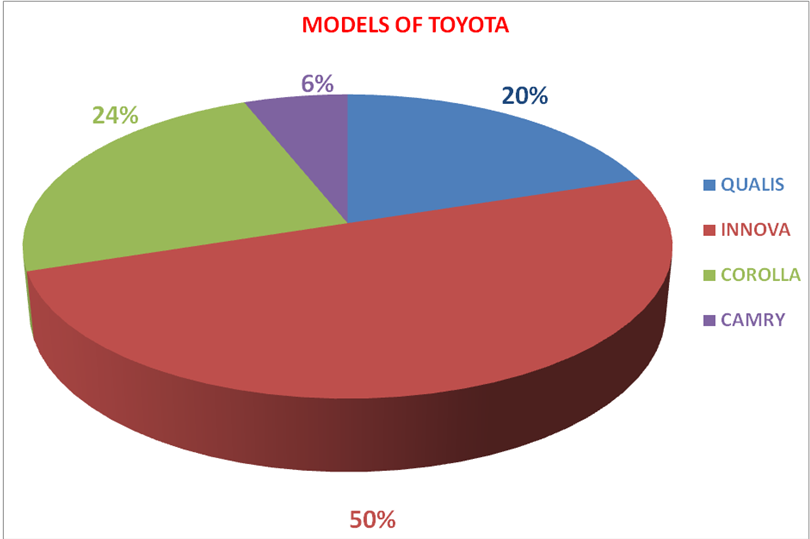 MODELS OF TOYOTA
6%
20%
24%
QUALIS
INNOVA
COROLLA
CAMRY
50%